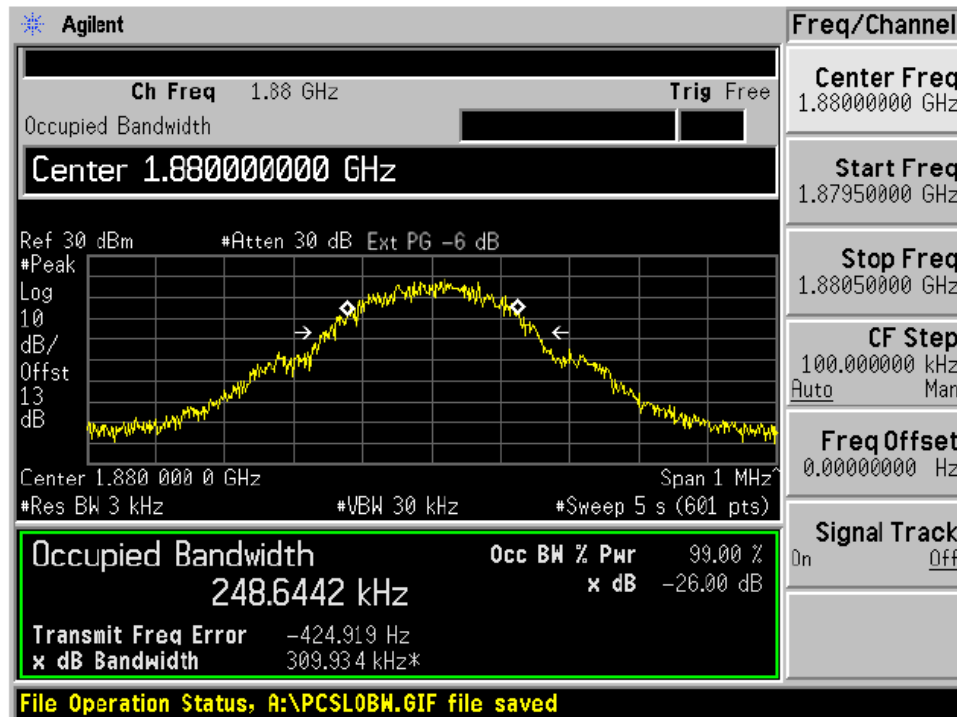 Agilent
Freq/Channel
Ch Freq 1.88 GHz Trig Free
Occupied Bandwidth
Center 1.880000000 GHz
Ref 30 dBm #Atten 30 dB Ext PG -6 dB
#Peak
Log
10
dB/
Offst
13
dB
Center 1.880 000 0 GHz Span 1 MHz^
#Res BW 3 kHz #VBW 30 kHz #Sweep 5 s (601 pts)
Occupied Bandwidth Occ BW % Pwr 99.00 %
248.6442 kHz x dB -26.00 dB
Transmit Freq Error -424.919 Hz
x dB Bandwidth 309.934 kHz*
File Operation Status, A:\PCSLOBW.GIF file saved
Center Freq
1.88000000 GHz
Start Freq
1.87950000 GHz
Stop Freq
1.88050000 GHz
CF Step
100.000000 kHz
Auto Man
Freq Offset
0.00000000 Hz
Signal Track
On Off